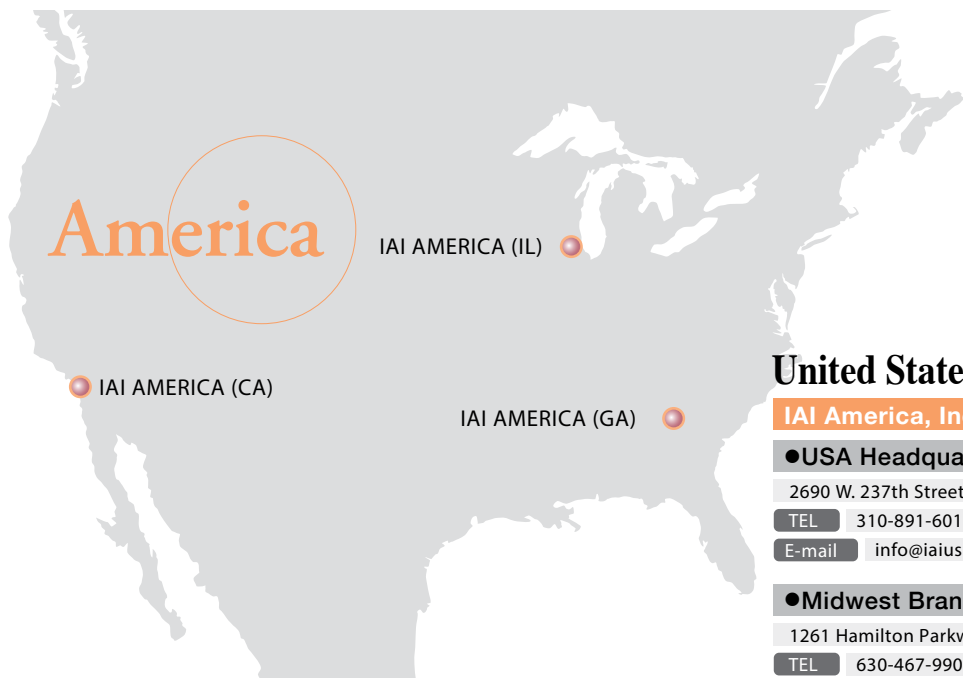 America
IAI AMERICA (IL)
IAI AMERICA (CA)
IAI AMERICA (GA)
United State
IAI America, In
●USA Headqua
2690 W. 237th Street
TEL 310-891-601
E-mail info@iaius
●Midwest Bran
1261 Hamilton Parkw
TEL 630-467-990